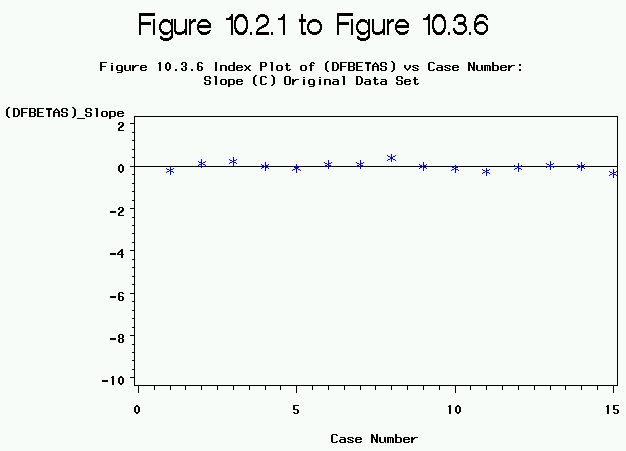 Figure 10.2.1 to Figure 10.3.6
Figure 10.3.6 Index Plot of (DFBETAS) vs Case Number:
Slope (C) Original Data Set
(DFBETAS)_Slope
2
0
-2
-4
-6
-8
-10
0 5 10 15
Case Number